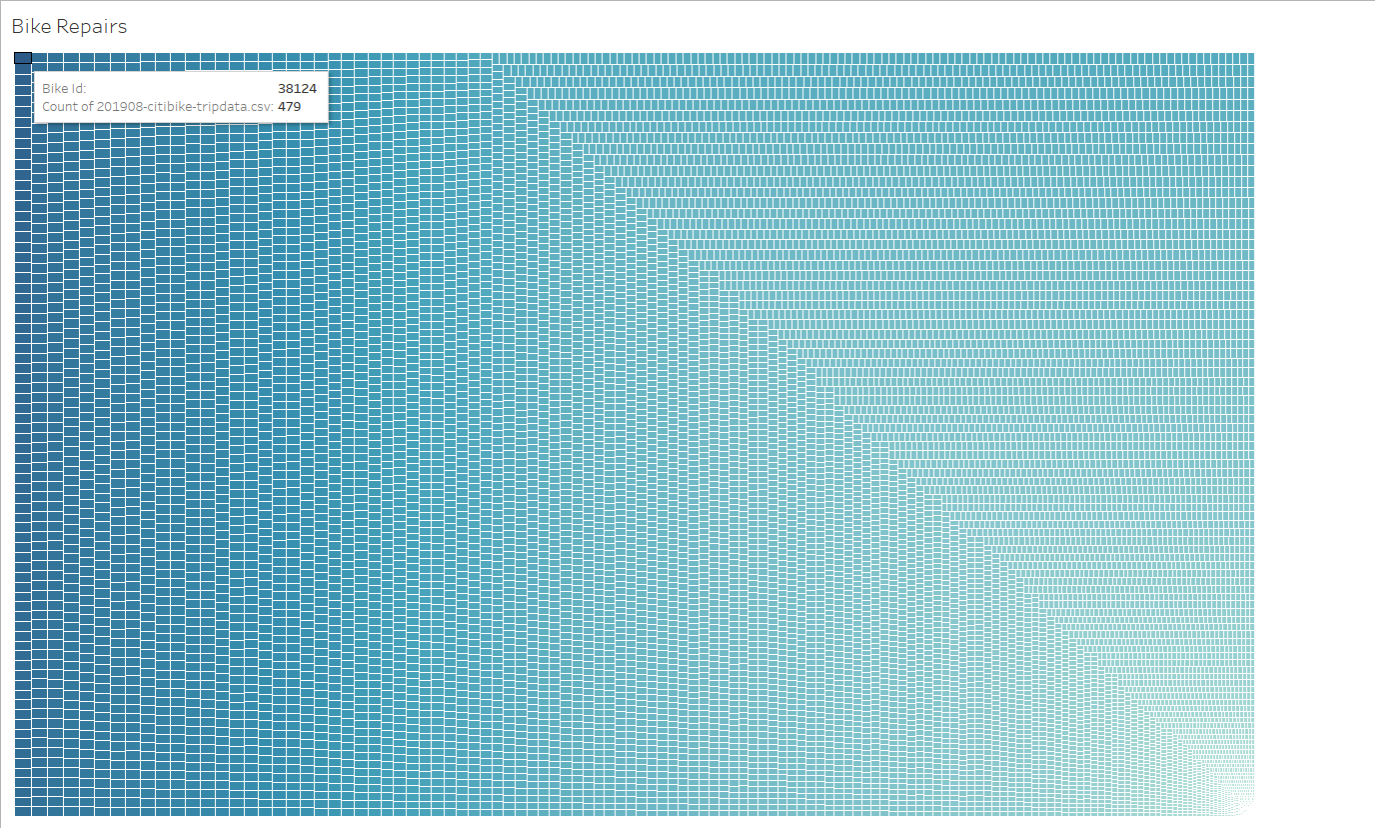 Bike Repairs
Bike Id: 38124
Count of 201908-citibike-tripdata.csv: 479